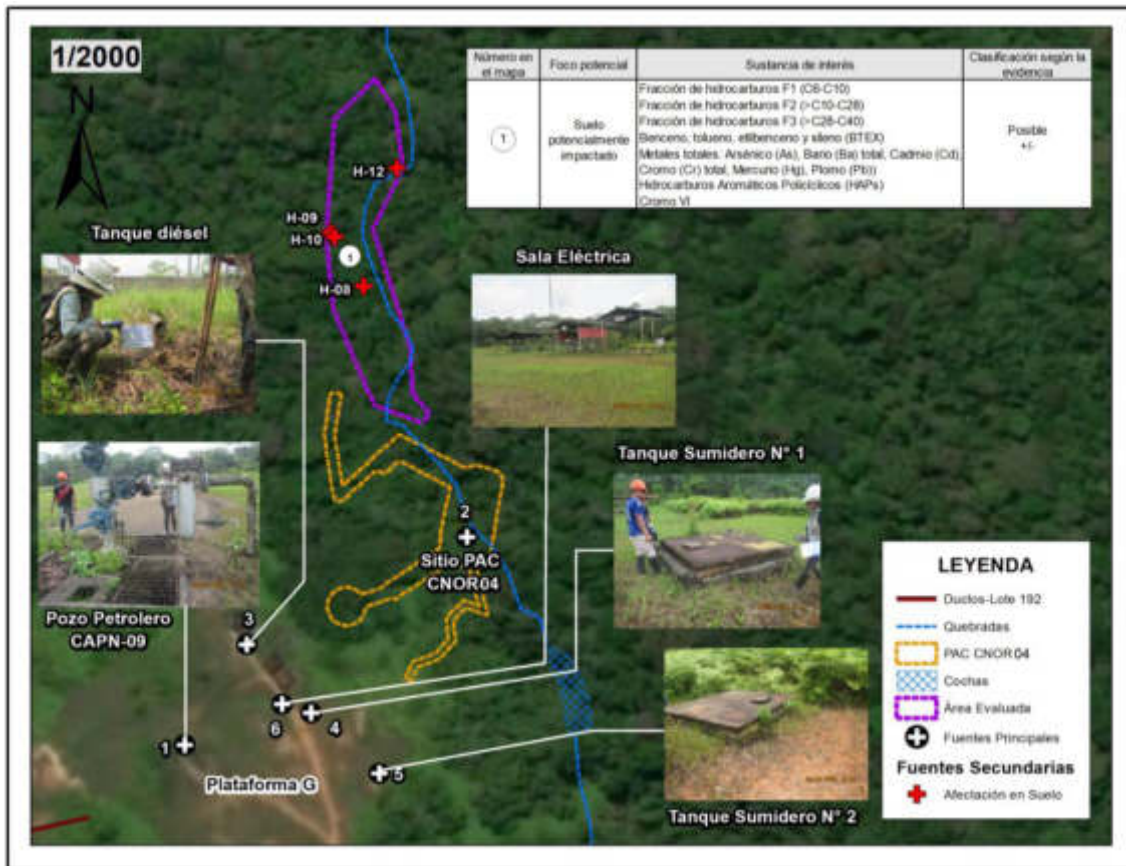 1/2000
N
Número en
el mapa
Foco potencial
Sustancia de interés
Clasificación según la
evidencia
1
Suelo
potencialmente
impactado
Fracción de hidrocarburos F1 (C6-C10)
Fracción de hidrocarburos F2 (>C10-C28)
Fracción de hidrocarburos F3 (>C28-C40)
Benceno, tolueno, etilbenceno y xileno (BTEX)
Metales totales: Arsénico (As), Bario (Ba) total, Cadmio (Cd),
Cromo (Cr) total, Mercurio (Hg), Plomo (Pb))
Hidrocarburos Aromáticos Policíclicos (HAPs)
Cromo VI
Posible
+/-
H-12
H-09
H-10
1
H-08
Tanque diésel
Sala Eléctrica
Tanque Sumidero N° 1
2
Sitio PAC
CNOR04
Pozo Petrolero
CAPN-09
3
6
4
1
5
Plataforma G
Tanque Sumidero N° 2
LEYENDA
Ductos-Lote 192
Quebradas
PAC CNOR04
Cochas
Área Evaluada
Fuentes Principales
Fuentes Secundarias
Afectación en Suelo